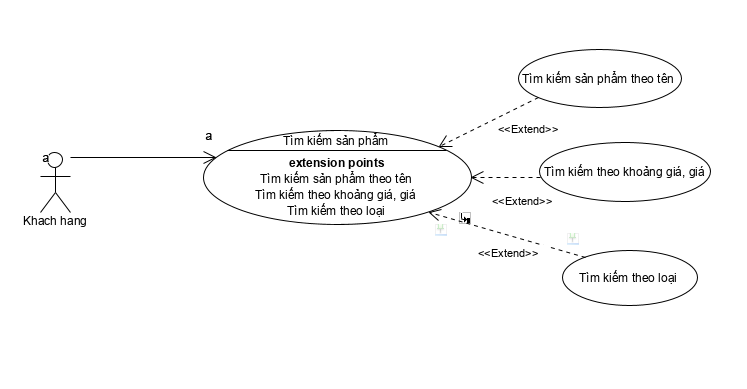 Tìm kiếm sản phẩm theo tên
<<Extend>>
a
Tìm kiếm sản phẩm
extension points
Tìm kiếm sản phẩm theo tên
Tìm kiếm theo khoảng giá, giá
Tìm kiếm theo loại
a
Khach hang
Tìm kiếm theo khoảng giá, giá
<<Extend>>
<<Extend>>
Tìm kiếm theo loại